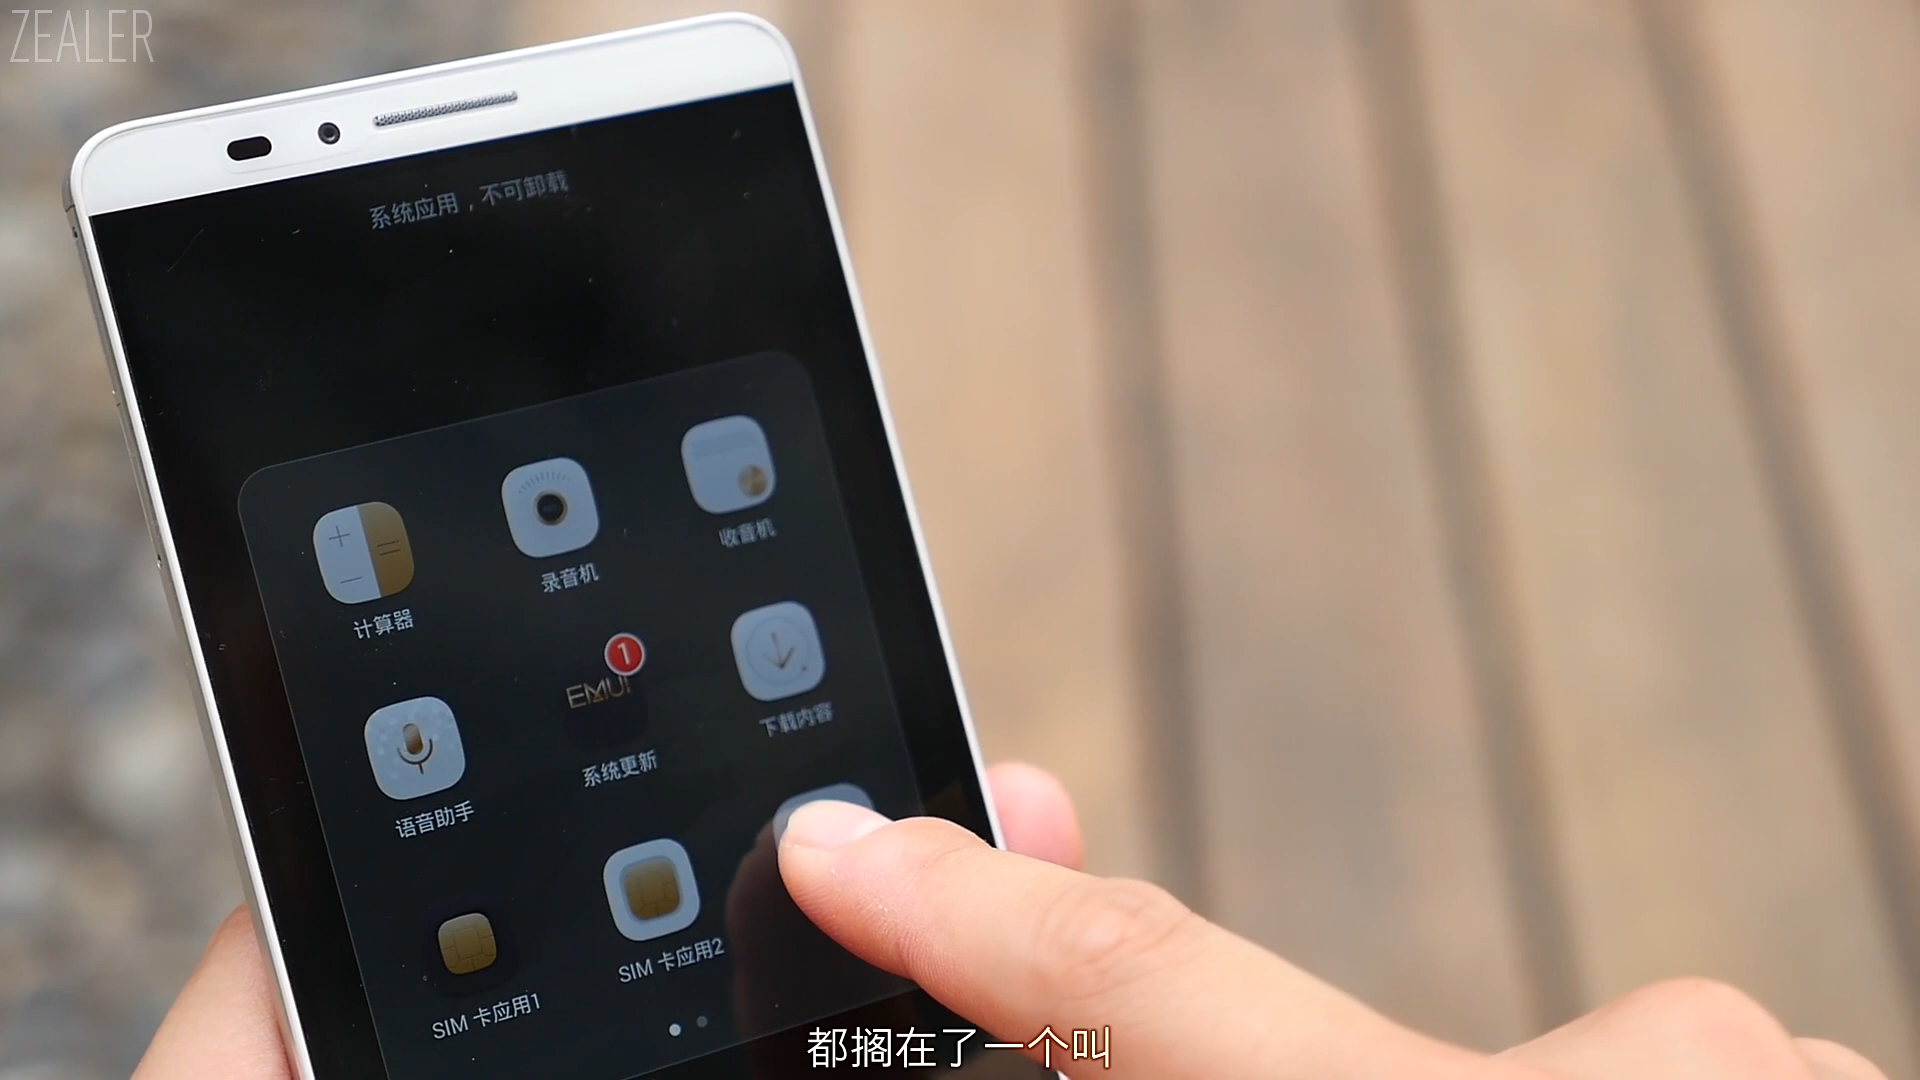 ZEALER
系统应用，不可卸载
计算器
录音机
收音机
语音助手
EMUI
1
系统更新
下载内容
SIM 卡应用1
SIM 卡应用2
都搁在了一个叫